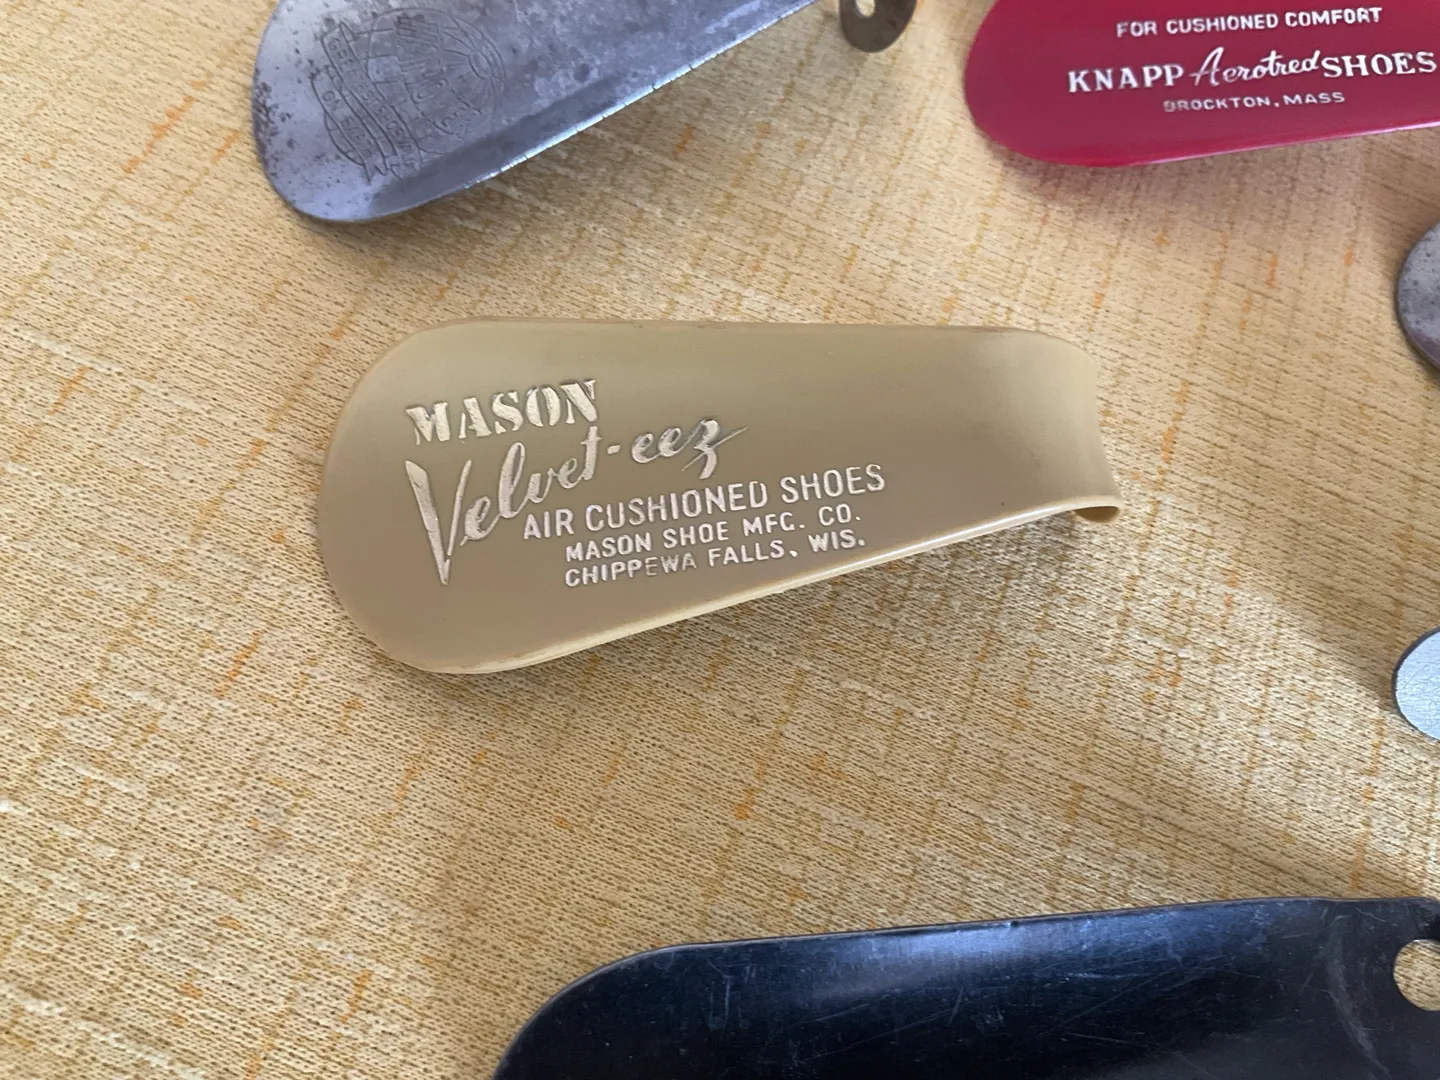 FOR CUSHIONED COMFORT
KNAPP Aerotred SHOES
BROCKTON, MASS
MASON
Velvet-eez
AIR CUSHIONED SHOES
MASON SHOE MFG. CO.
CHIPPEWA FALLS, WIS.